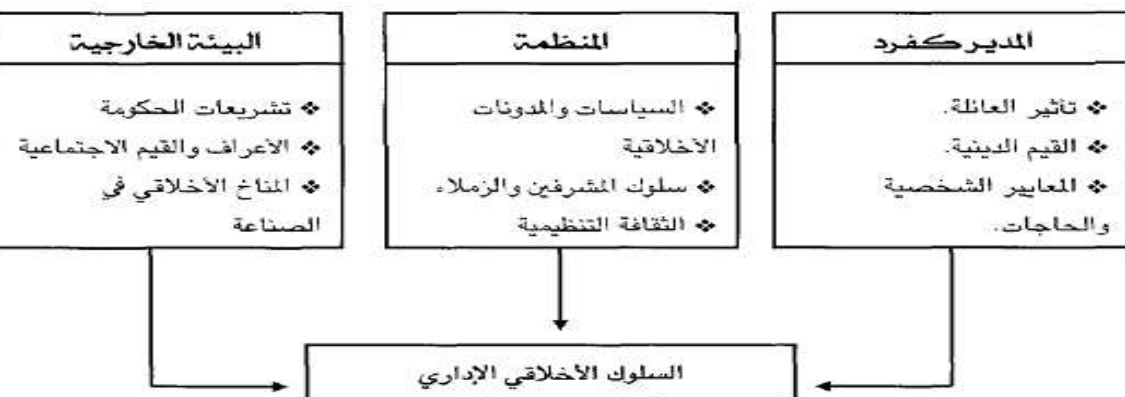 المدير كفرد
❖ تأثير العائلة.
❖ القيم الدينية.
❖ المعايير الشخصية
والحاجات.
المنظمة
❖ السياسات والمدونات
الأخلاقية
❖ سلوك المشرفين والزملاء
❖ الثقافة التنظيمية
البيئة الخارجية
❖ تشريعات الحكومة
❖ الأعراف والقيم الاجتماعية
❖ المناخ الأخلاقي في
الصناعة
السلوك الأخلاقي الإداري